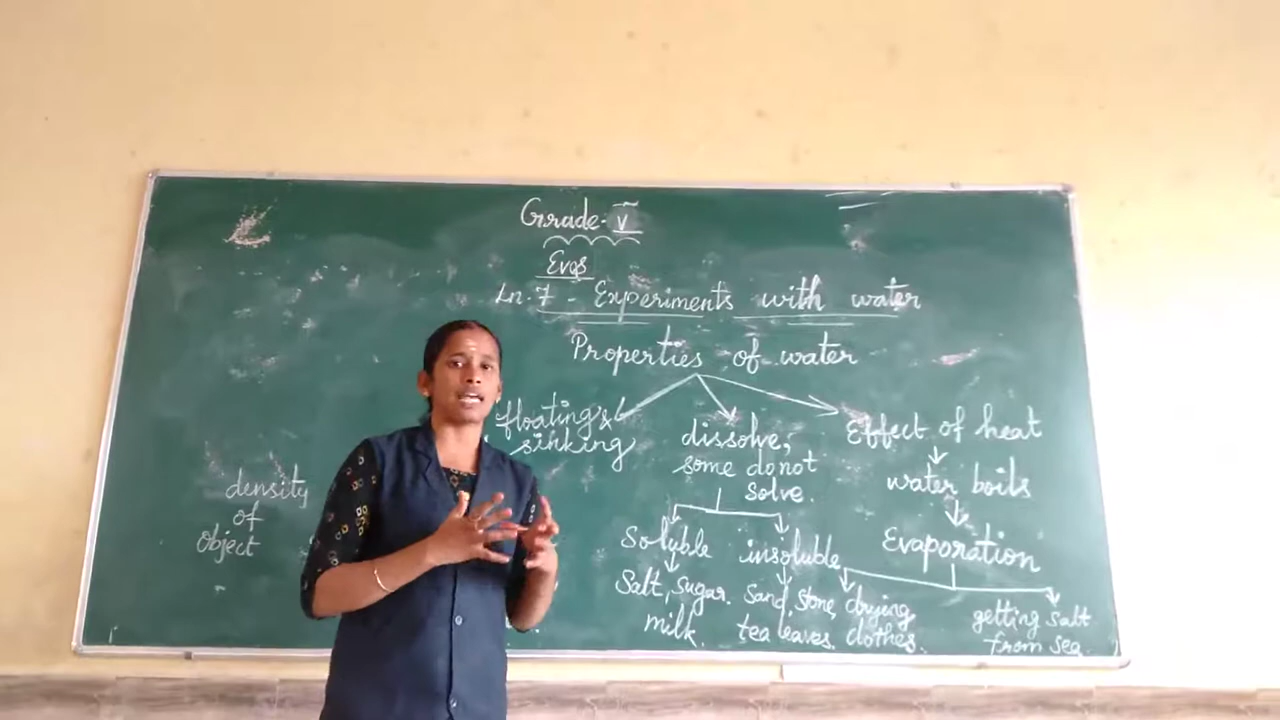 Grade-V
Evs
Ln.7 - Experiments with water
Properties of water
floating &
sinking
dissolve,
some do not
solve.
Effect of heat
water boils
Evaporation
density
of
Object
Soluble
Salt, Sugar.
milk.
insoluble
Sand, stone,
tea leaves.
drying
clothes.
getting salt
from sea.